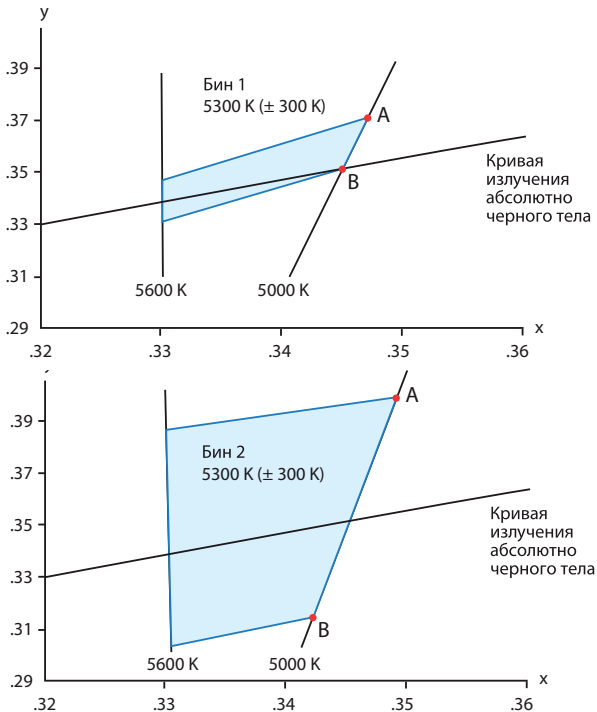 y
.39
Бин 1
5300 K (± 300 K)
.37
A
.35
B
Кривая
излучения
абсолютно
черного тела
.33
.31
5600 K
5000 K
.29
x
.32
.33
.34
.35
.36
A
.39
Бин 2
5300 K (± 300 K)
.37
.35
Кривая
излучения
абсолютно
черного тела
.33
.31
B
5600 K
5000 K
.29
x
.32
.33
.34
.35
.36